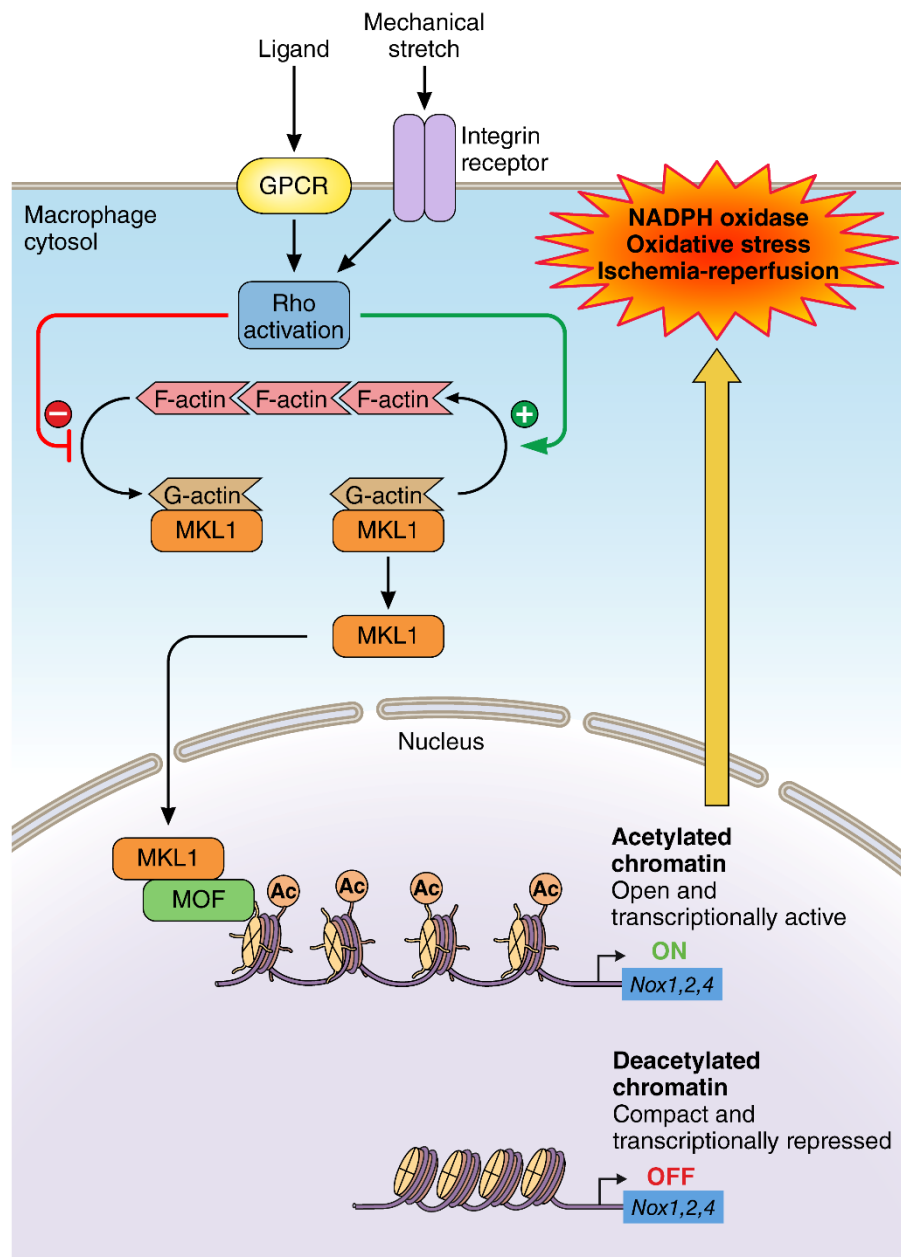 Ligand
Mechanical
stretch
Integrin
receptor
GPCR
Macrophage
cytosol
NADPH oxidase
Oxidative stress
Ischemia-reperfusion
Rho
activation
F-actin
F-actin
F-actin
−
+
G-actin
MKL1
G-actin
MKL1
MKL1
Nucleus
MKL1
MOF
Ac
Ac
Ac
Ac
Acetylated
chromatin
Open and
transcriptionally active
ON
Nox1,2,4
Deacetylated
chromatin
Compact and
transcriptionally repressed
OFF
Nox1,2,4